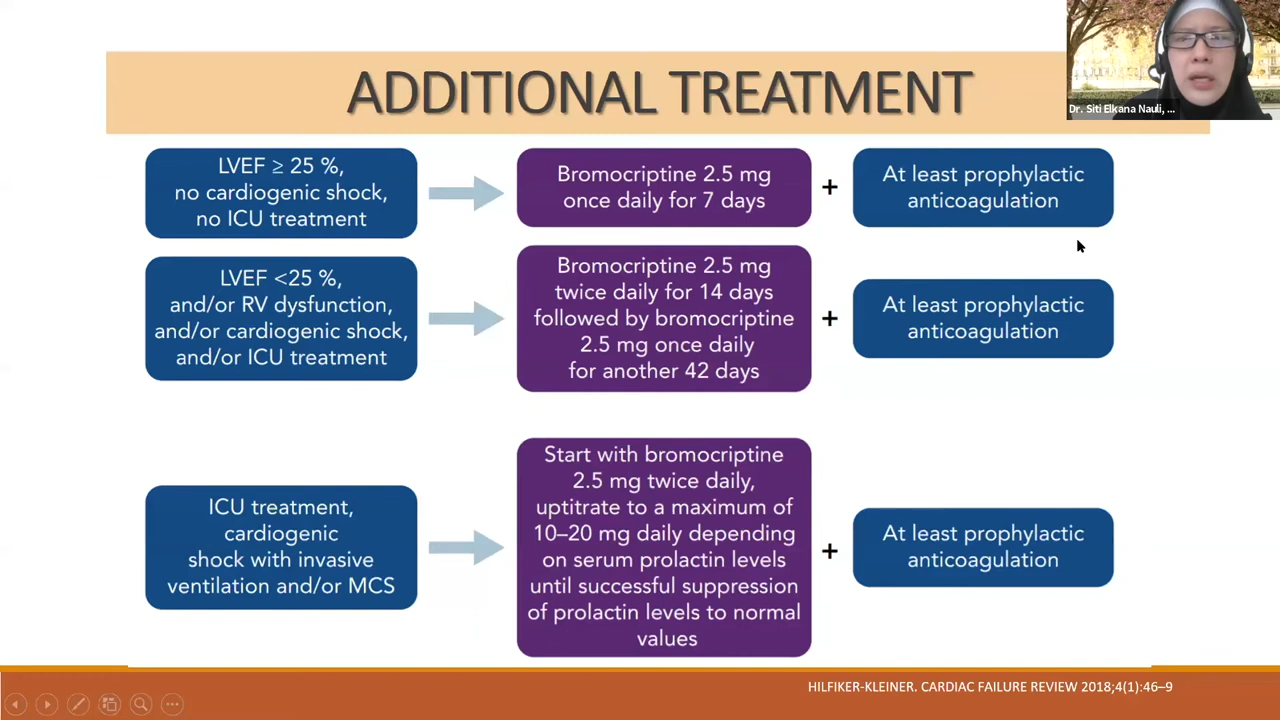 ADDITIONAL TREATMENT
Dr. Siti Elkana Nauli, ...
LVEF ≥ 25 %,
no cardiogenic shock,
no ICU treatment
Bromocriptine 2.5 mg
once daily for 7 days
+
At least prophylactic
anticoagulation
LVEF <25 %,
and/or RV dysfunction,
and/or cardiogenic shock,
and/or ICU treatment
Bromocriptine 2.5 mg
twice daily for 14 days
followed by bromocriptine
2.5 mg once daily
for another 42 days
+
At least prophylactic
anticoagulation
ICU treatment,
cardiogenic
shock with invasive
ventilation and/or MCS
Start with bromocriptine
2.5 mg twice daily,
uptitrate to a maximum of
10–20 mg daily depending
on serum prolactin levels
until successful suppression
of prolactin levels to normal
values
+
At least prophylactic
anticoagulation
HILFIKER-KLEINER. CARDIAC FAILURE REVIEW 2018;4(1):46–9